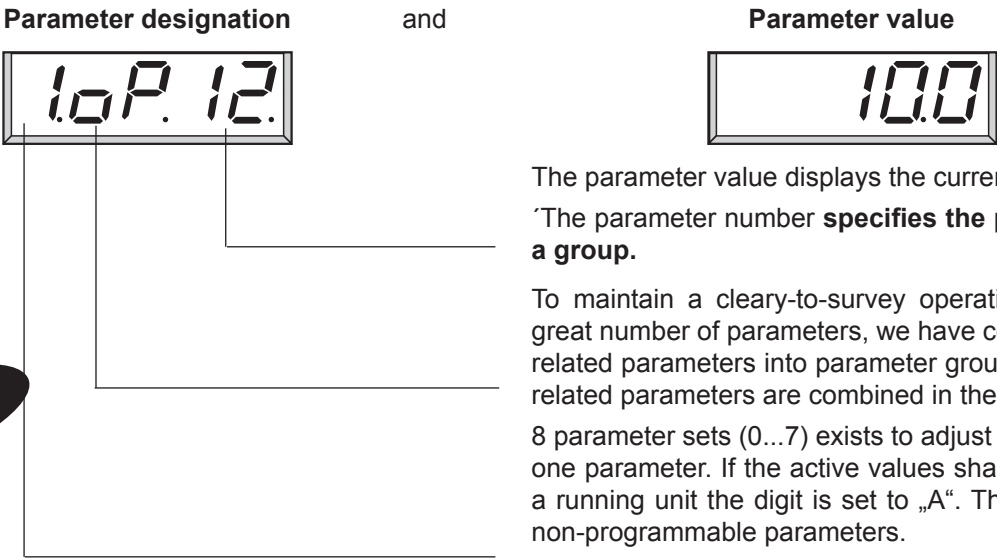 Parameter designation and Parameter value
1.oP. 12. 10.0
The parameter value displays the curren
´The parameter number specifies the p
a group.
To maintain a cleary-to-survey operati
great number of parameters, we have c
related parameters into parameter grou
related parameters are combined in the
8 parameter sets (0...7) exists to adjust
one parameter. If the active values sha
a running unit the digit is set to „A“. Th
non-programmable parameters.